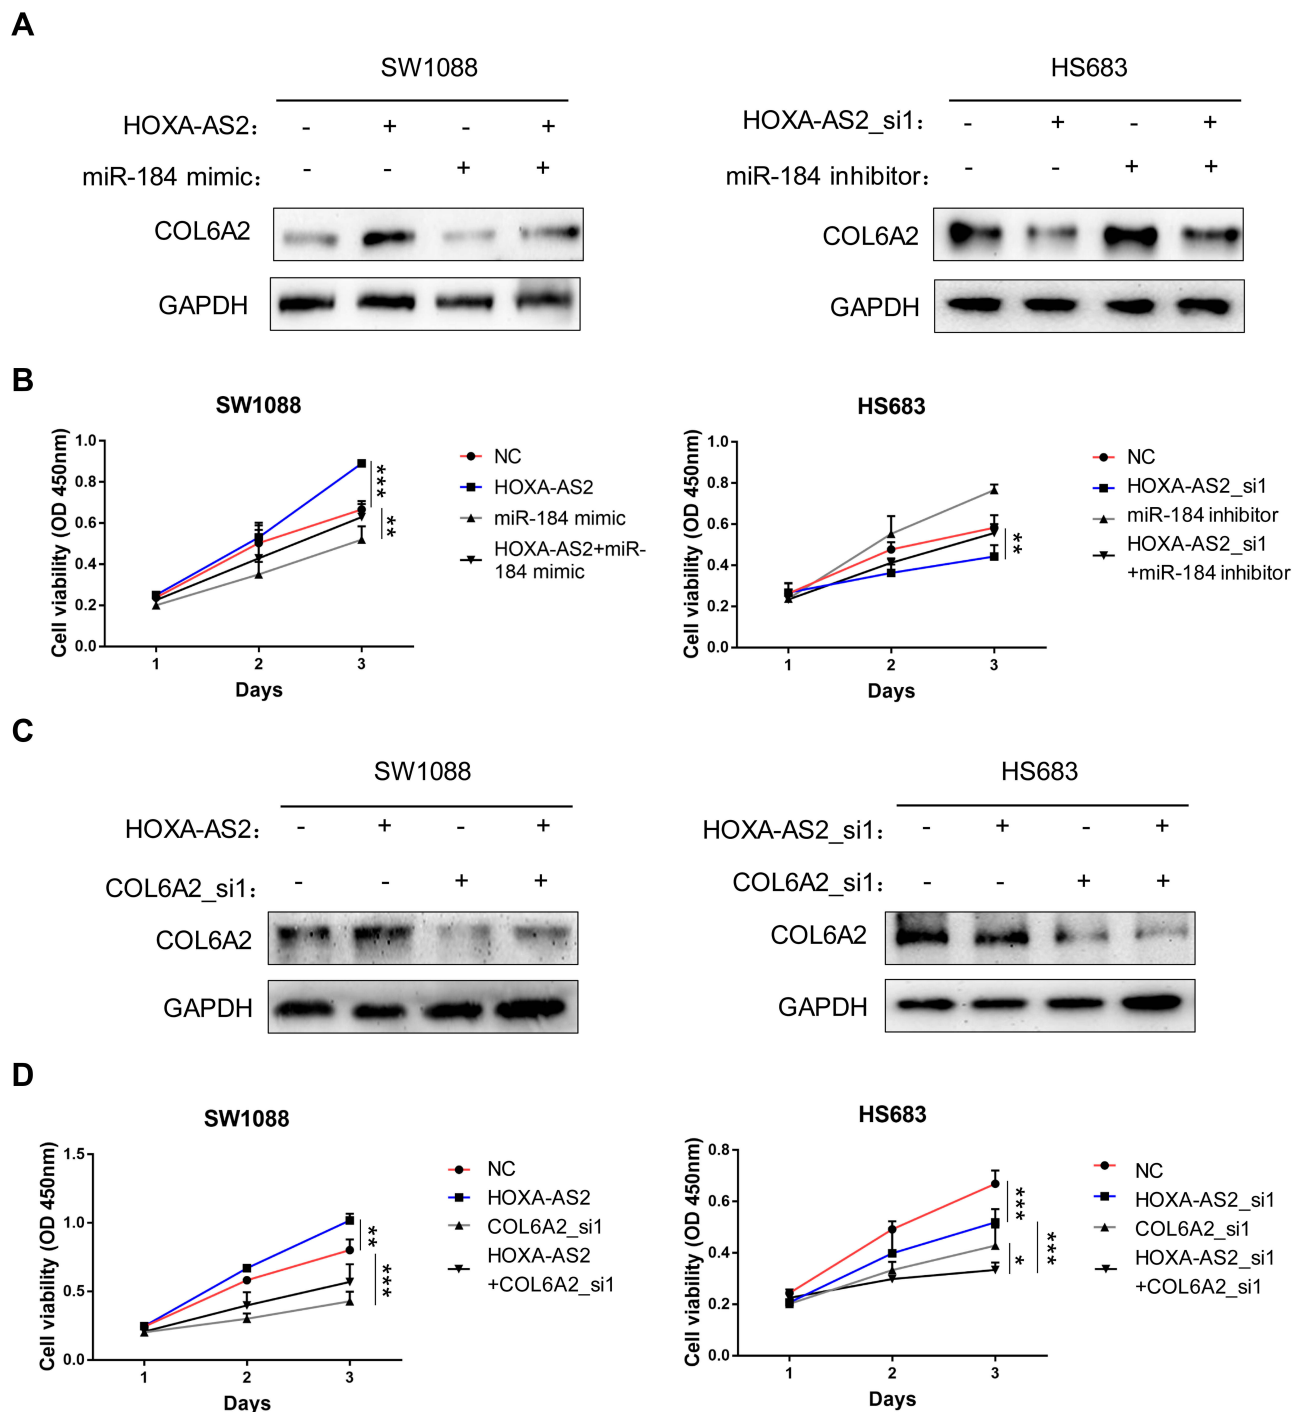 A
SW1088
HOXA-AS2: - + - +
miR-184 mimic: - - + +
COL6A2
GAPDH
HS683
HOXA-AS2_si1: - + - +
miR-184 inhibitor: - - + +
COL6A2
GAPDH
B
SW1088
Cell viability (OD 450nm)
1.0
0.8
0.6
0.4
0.2
0.0
1 2 3
Days
***
**
NC
HOXA-AS2
miR-184 mimic
HOXA-AS2+miR-
184 mimic
HS683
Cell viability (OD 450nm)
1.0
0.8
0.6
0.4
0.2
0.0
1 2 3
Days
**
NC
HOXA-AS2_si1
miR-184 inhibitor
HOXA-AS2_si1
+miR-184 inhibitor
C
SW1088
HOXA-AS2: - + - +
COL6A2_si1: - - + +
COL6A2
GAPDH
HS683
HOXA-AS2_si1: - + - +
COL6A2_si1: - - + +
COL6A2
GAPDH
D
SW1088
Cell viability (OD 450nm)
1.5
1.0
0.5
0.0
1 2 3
Days
**
***
NC
HOXA-AS2
COL6A2_si1
HOXA-AS2
+COL6A2_si1
HS683
Cell viability (OD 450nm)
0.8
0.6
0.4
0.2
0.0
1 2 3
Days
***
*
***
NC
HOXA-AS2_si1
COL6A2_si1
HOXA-AS2_si1
+COL6A2_si1